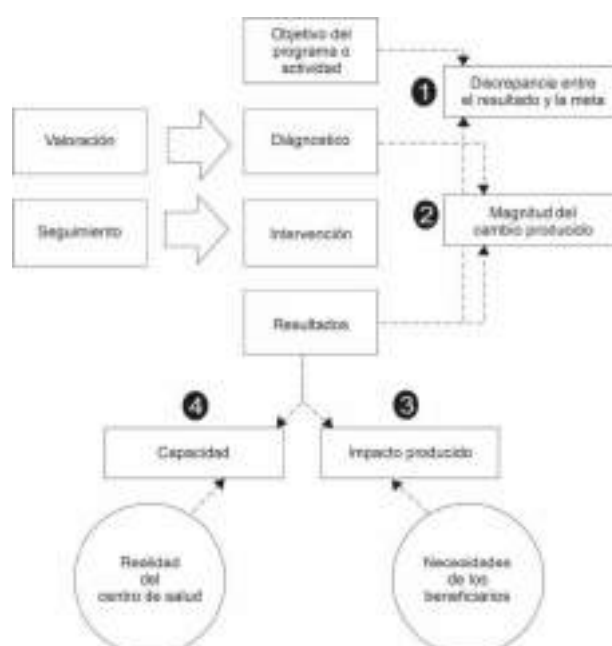 Objetivo del
programa o
actividad
1
Discrepancia entre
el resultado y la meta
Valoración
Diágnostico
2
Magnitud del
cambio producido
Seguimiento
Intervención
Resultados
4
3
Capacidad
Impacto producido
Realidad
del
centro de salud
Necesidades
de los
beneficiarios